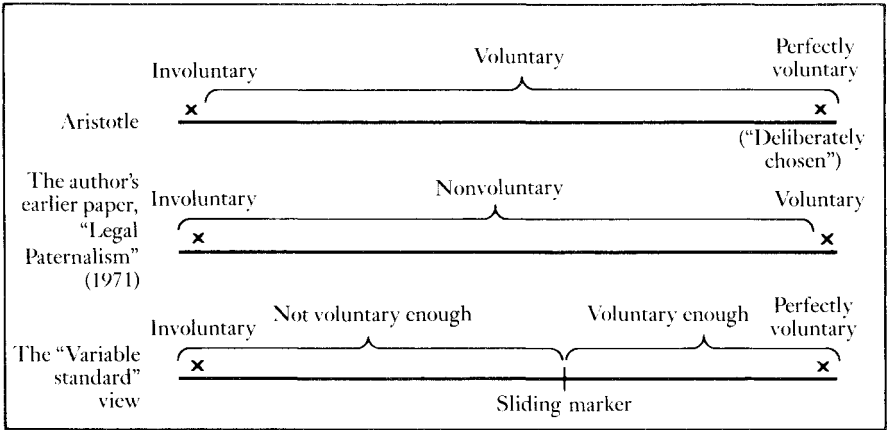 Involuntary
Voluntary
Perfectly
voluntary
Aristotle
x
x
("Deliberately
chosen")
The author's
earlier paper,
"Legal
Paternalism"
(1971)
Involuntary
Nonvoluntary
Voluntary
x
x
The "Variable
standard"
view
Involuntary
Not voluntary enough
Voluntary enough
Perfectly
voluntary
x
x
Sliding marker